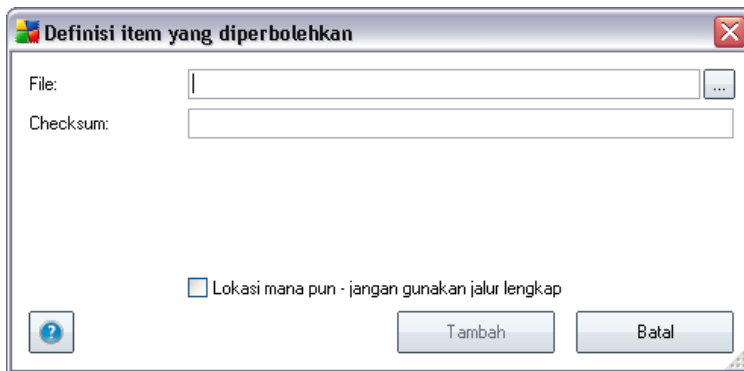 Definisi item yang diperbolehkan
File:
...
Checksum:
Lokasi mana pun - jangan gunakan jalur lengkap
?
Tambah
Batal